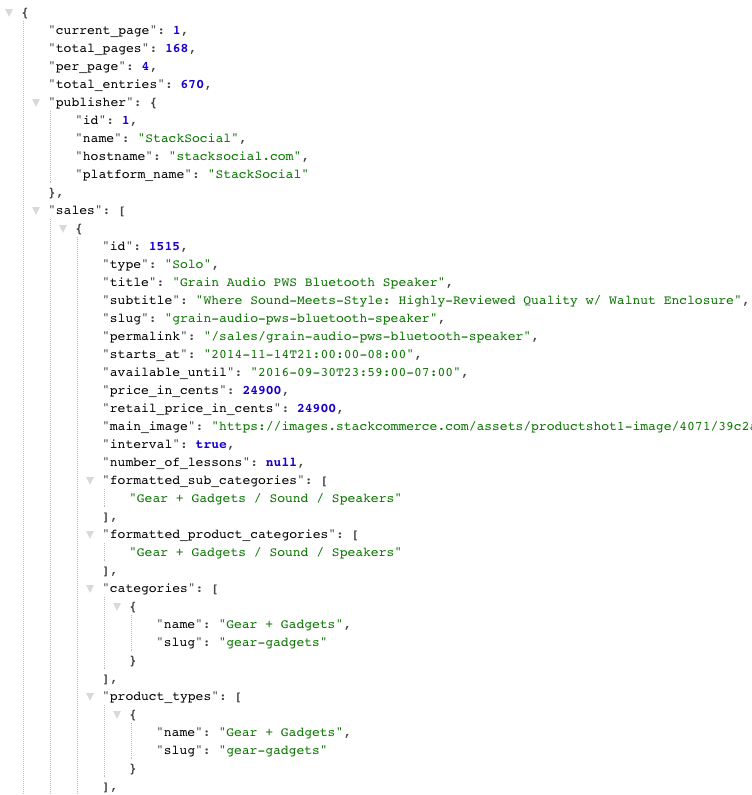 {
"current_page": 1,
"total_pages": 168,
"per_page": 4,
"total_entries": 670,
"publisher": {
"id": 1,
"name": "StackSocial",
"hostname": "stacksocial.com",
"platform_name": "StackSocial"
},
"sales": [
{
"id": 1515,
"type": "Solo",
"title": "Grain Audio PWS Bluetooth Speaker",
"subtitle": "Where Sound-Meets-Style: Highly-Reviewed Quality w/ Walnut Enclosure",
"slug": "grain-audio-pws-bluetooth-speaker",
"permalink": "/sales/grain-audio-pws-bluetooth-speaker",
"starts_at": "2014-11-14T21:00:00-08:00",
"available_until": "2016-09-30T23:59:00-07:00",
"price_in_cents": 24900,
"retail_price_in_cents": 24900,
"main_image": "https://images.stackcommerce.com/assets/productshot1-image/4071/39c2
"interval": true,
"number_of_lessons": null,
"formatted_sub_categories": [
"Gear + Gadgets / Sound / Speakers"
],
"formatted_product_categories": [
"Gear + Gadgets / Sound / Speakers"
],
"categories": [
{
"name": "Gear + Gadgets",
"slug": "gear-gadgets"
}
],
"product_types": [
{
"name": "Gear + Gadgets",
"slug": "gear-gadgets"
}
],